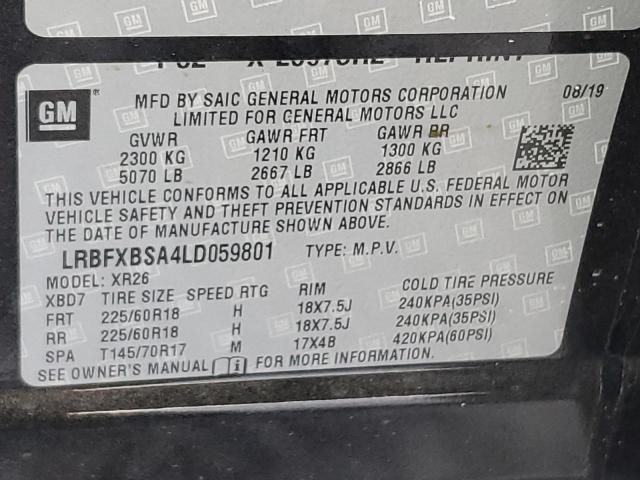 GM
MFD BY SAIC GENERAL MOTORS CORPORATION 08/19
LIMITED FOR GENERAL MOTORS LLC
GVWR GAWR FRT GAWR RR
2300 KG 1210 KG 1300 KG
5070 LB 2667 LB 2866 LB
THIS VEHICLE CONFORMS TO ALL APPLICABLE U.S. FEDERAL MOTOR
VEHICLE SAFETY AND THEFT PREVENTION STANDARDS IN EFFECT ON
THE DATE OF MANUFACTURE SHOWN ABOVE.
LRBFXBSA4LD059801 TYPE: M.P.V.
MODEL: XR26
XBD7 TIRE SIZE SPEED RTG RIM COLD TIRE PRESSURE
FRT 225/60R18 H 18X7.5J 240KPA(35PSI)
RR 225/60R18 H 18X7.5J 240KPA(35PSI)
SPA T145/70R17 M 17X4B 420KPA(60PSI)
SEE OWNER'S MANUAL i FOR MORE INFORMATION.